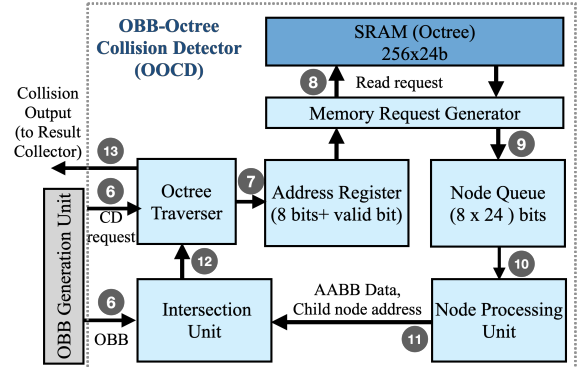 OBB-Octree
Collision Detector
(OOCD)
SRAM (Octree)
256x24b
8
Read request
Memory Request Generator
Collision
Output
(to Result
Collector)
13
9
6
CD
request
Octree
Traverser
7
Address Register
(8 bits+ valid bit)
Node Queue
(8 x 24 ) bits
OBB Generation Unit
12
10
6
OBB
Intersection
Unit
AABB Data,
Child node address
11
Node Processing
Unit